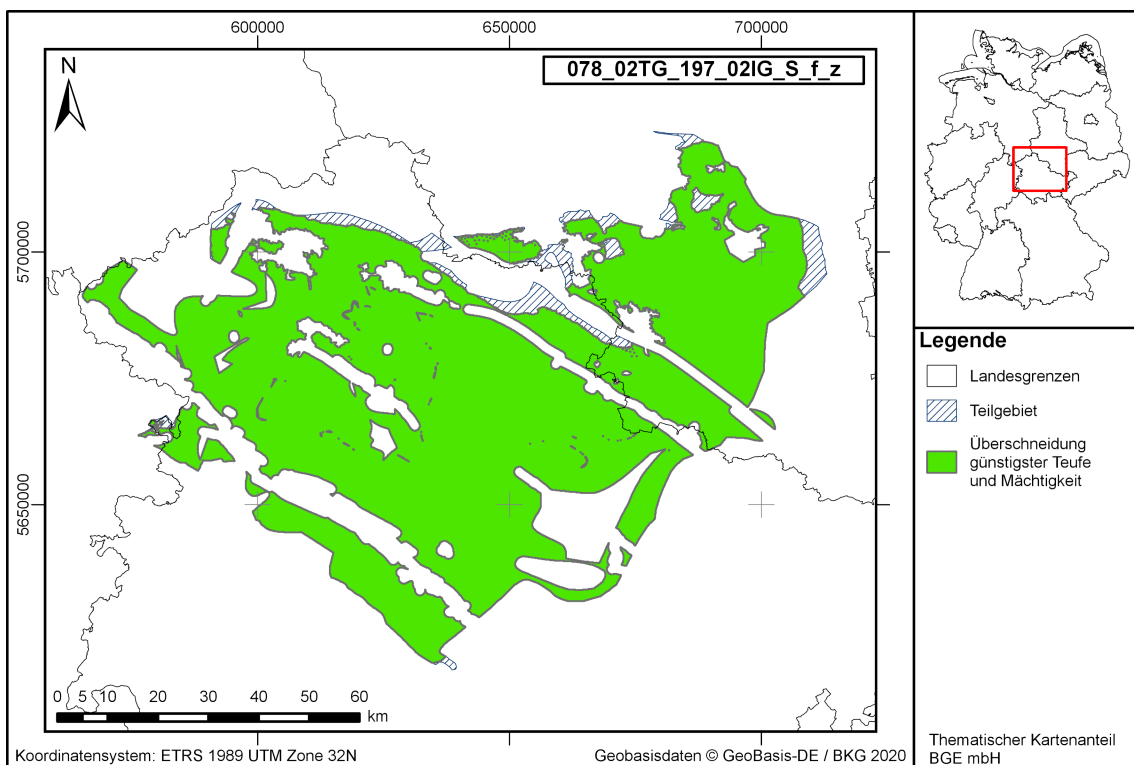 600000 650000 700000
078_02TG_197_02IG_S_f_z
N
5700000
5650000
0 5 10 20 30 40 50 60
km
Koordinatensystem: ETRS 1989 UTM Zone 32N
Geobasisdaten © GeoBasis-DE / BKG 2020
Legende
Landesgrenzen
Teilgebiet
Überschneidung
günstigster Teufe
und Mächtigkeit
Thematischer Kartenanteil
BGE mbH